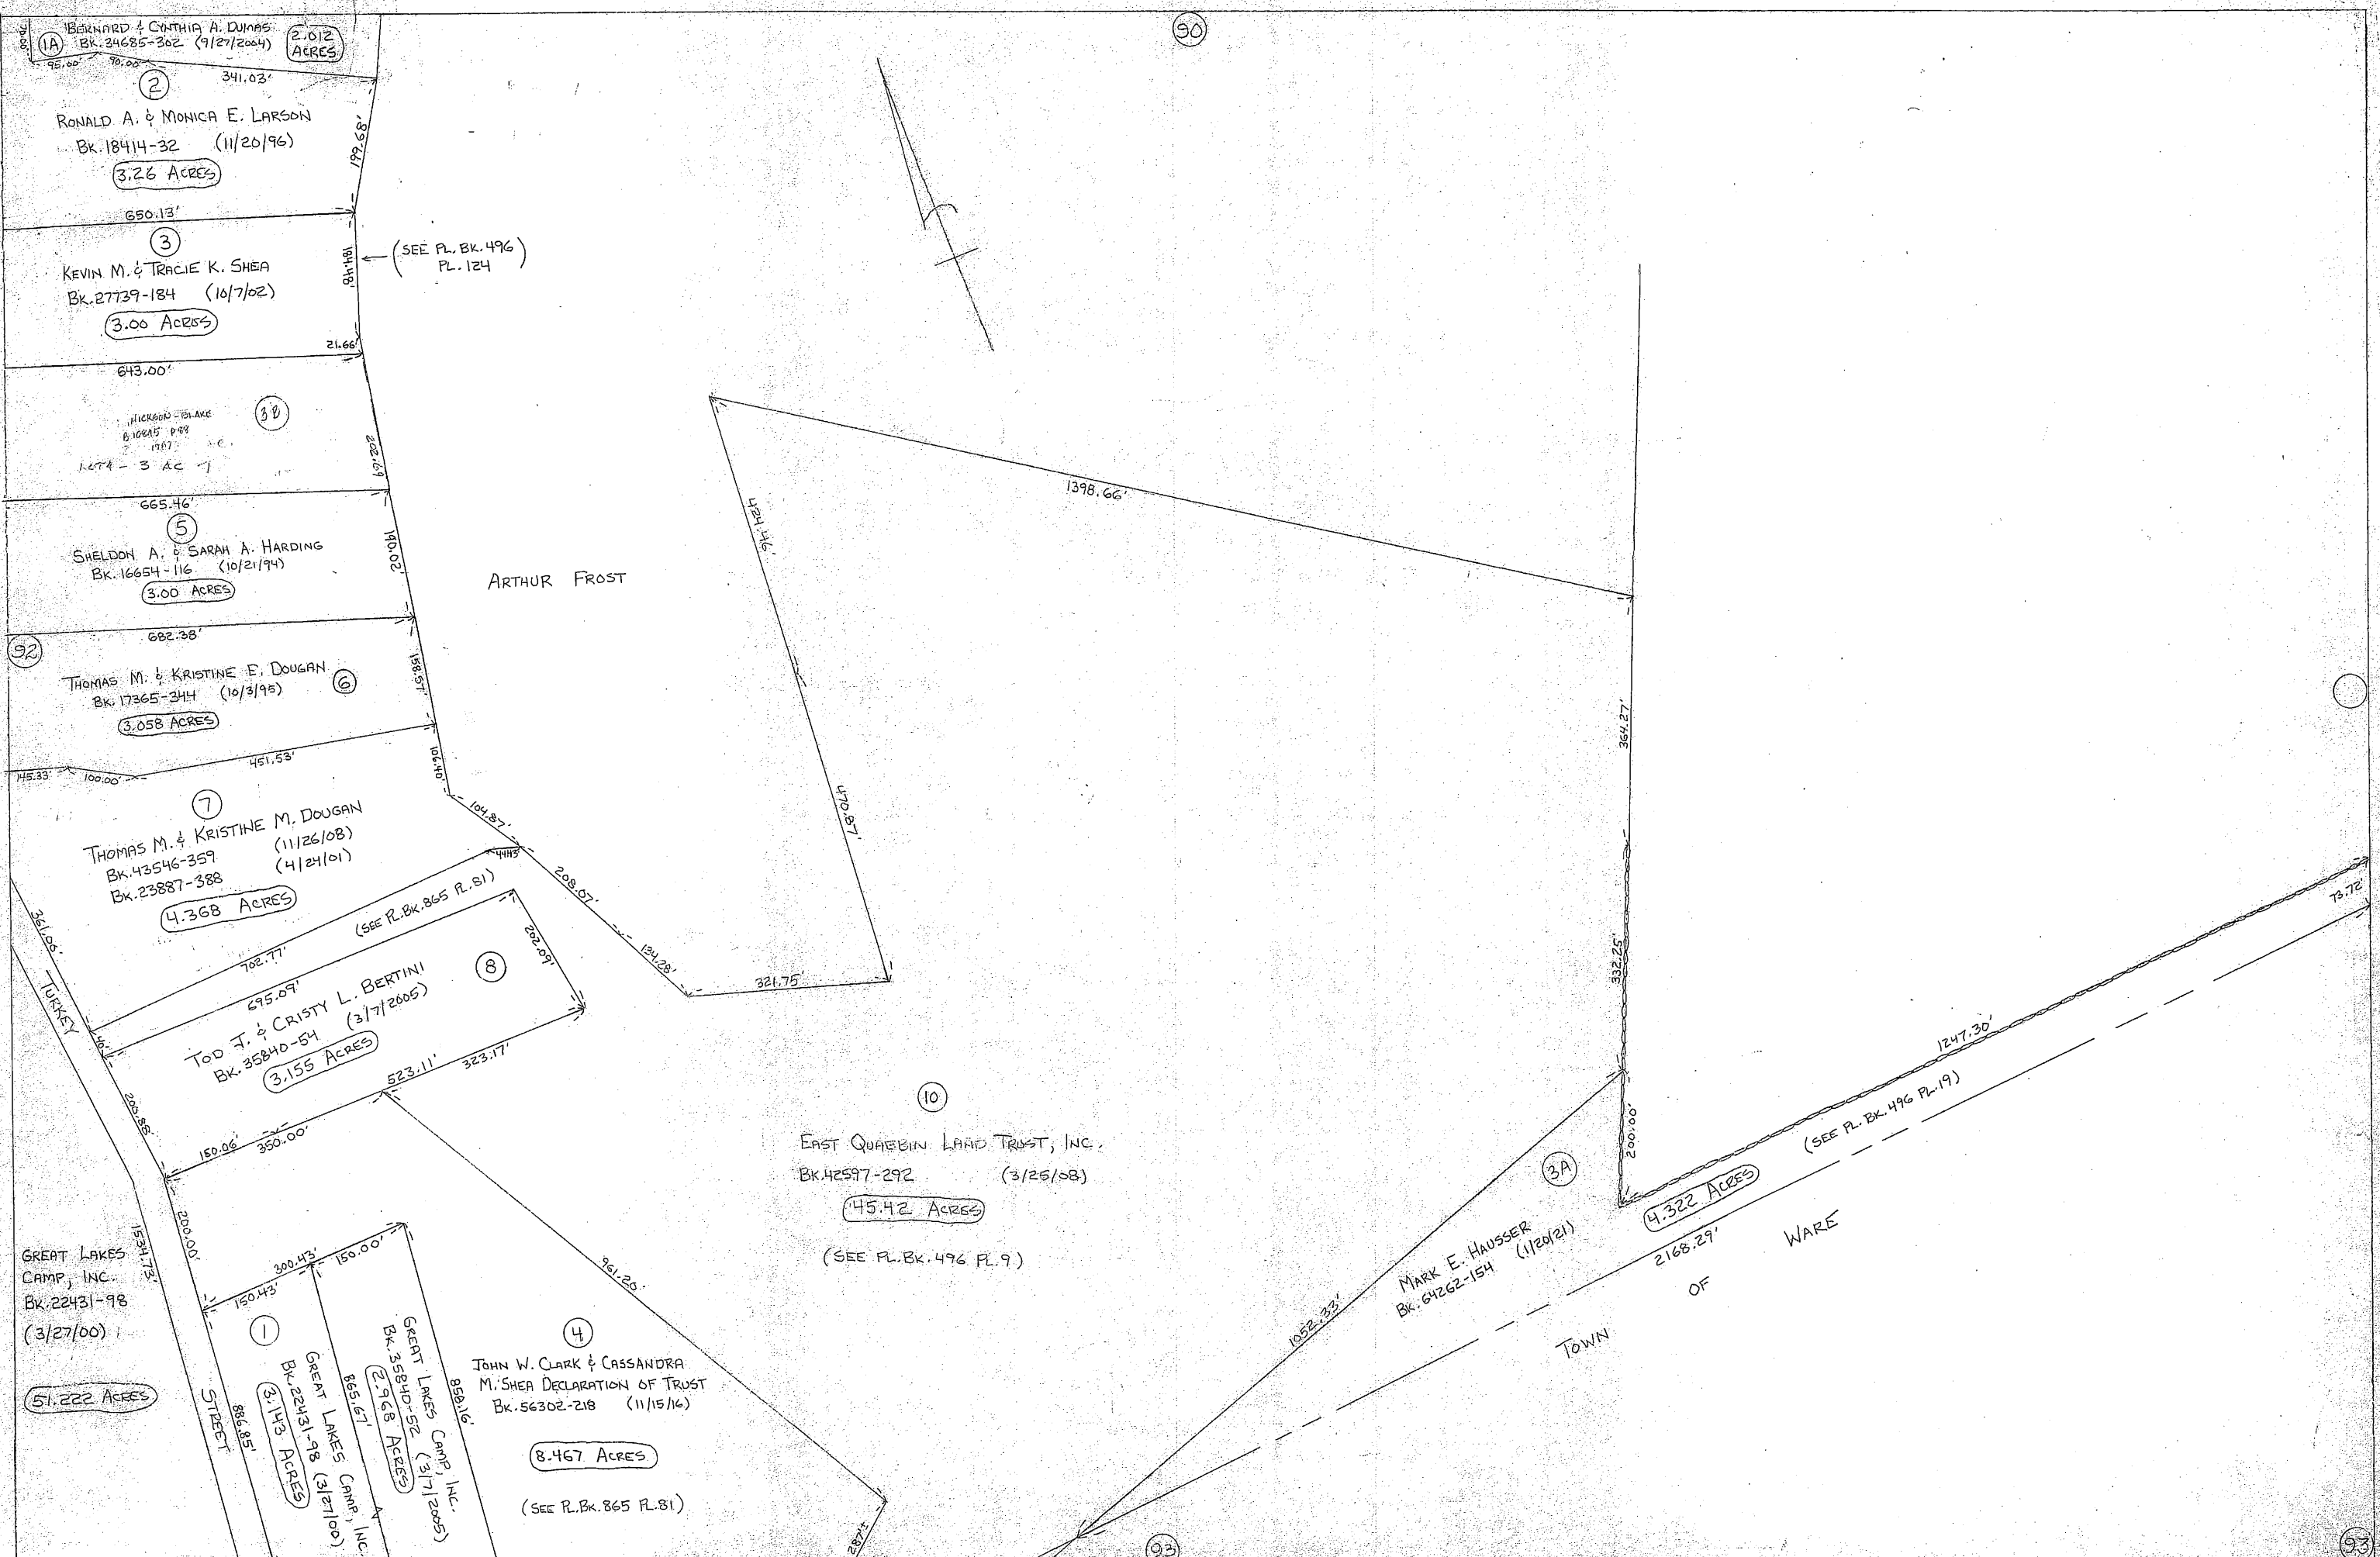 BERNARD & CYNTHIA A. DUMAS
1A
BK. 34685-302 (9/27/2004)
2.012
ACRES
90
95.00'
90.00'
341.03'
2
RONALD A. & MONICA E. LARSON
BK. 18414-32 (11/20/96)
3.26 ACRES
199.68'
650.13'
3
KEVIN M. & TRACIE K. SHEA
BK. 27739-184 (10/7/02)
3.00 ACRES
184.48'
(SEE PL. BK. 496
PL. 124)
21.66'
643.00'
LOT 4 - 3 AC
202.69'
665.46'
5
SHELDON A. & SARAH A. HARDING
BK. 16654-116 (10/21/94)
3.00 ACRES
190.02'
ARTHUR FROST
424.46'
1398.66'
682.38'
92
THOMAS M. & KRISTINE E. DOUGAN
6
BK. 17365-344 (10/3/95)
3.058 ACRES
158.57'
364.27'
145.33'
100.00'
451.53'
106.40'
470.87'
7
THOMAS M. & KRISTINE M. DOUGAN
BK. 43546-359 (11/26/08)
BK. 23887-388 (4/24/01)
4.368 ACRES
104.87'
208.07'
(SEE PL. BK. 865 PL. 81)
361.06'
TURKEY
702.77'
695.09'
8
202.09'
134.28'
321.75'
332.25'
73.72'
TOD J. & CRISTY L. BERTINI
BK. 35840-54 (3/7/2005)
3.155 ACRES
523.11'
323.17'
200.88'
150.06'
350.00'
1247.30'
10
EAST QUABBIN LAND TRUST, INC.
BK. 42597-292 (3/25/08)
45.42 ACRES
(SEE PL. BK. 496 PL. 9)
200.00'
3A
(SEE PL. BK. 496 PL. 19)
4.322 ACRES
MARK E. HAUSSER
BK. 64262-154 (1/20/21)
2168.29'
TOWN
OF
WARE
1052.33'
GREAT LAKES
CAMP, INC.
BK. 22431-98
(3/27/00)
51.222 ACRES
1534.73'
200.00'
300.43'
150.00'
150.43'
961.20'
STREET
886.85'
1
GREAT LAKES CAMP, INC.
BK. 22431-98 (3/27/00)
3.143 ACRES
865.67'
GREAT LAKES CAMP, INC.
BK. 35840-52 (3/7/2005)
2.968 ACRES
858.16'
4
JOHN W. CLARK & CASSANDRA
M. SHEA DECLARATION OF TRUST
BK. 56302-218 (11/15/16)
8.467 ACRES
(SEE PL. BK. 865 PL. 81)
93
93